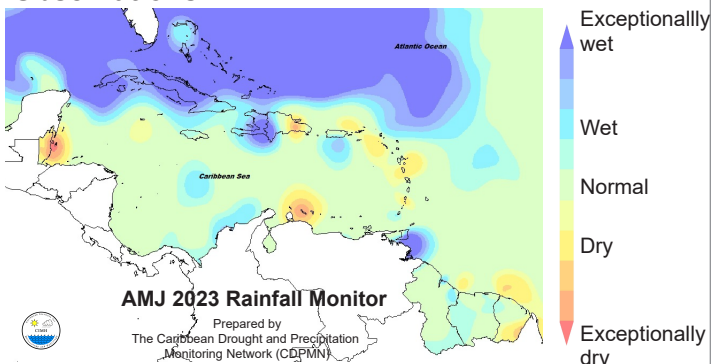 Exceptionallly
wet
Atlantic Ocean
Wet
Caribbean Sea
Normal
Dry
AMJ 2023 Rainfall Monitor
Prepared by
The Caribbean Drought and Precipitation
Monitoring Network (CDPMN)
CIMH
Exceptionally
dry